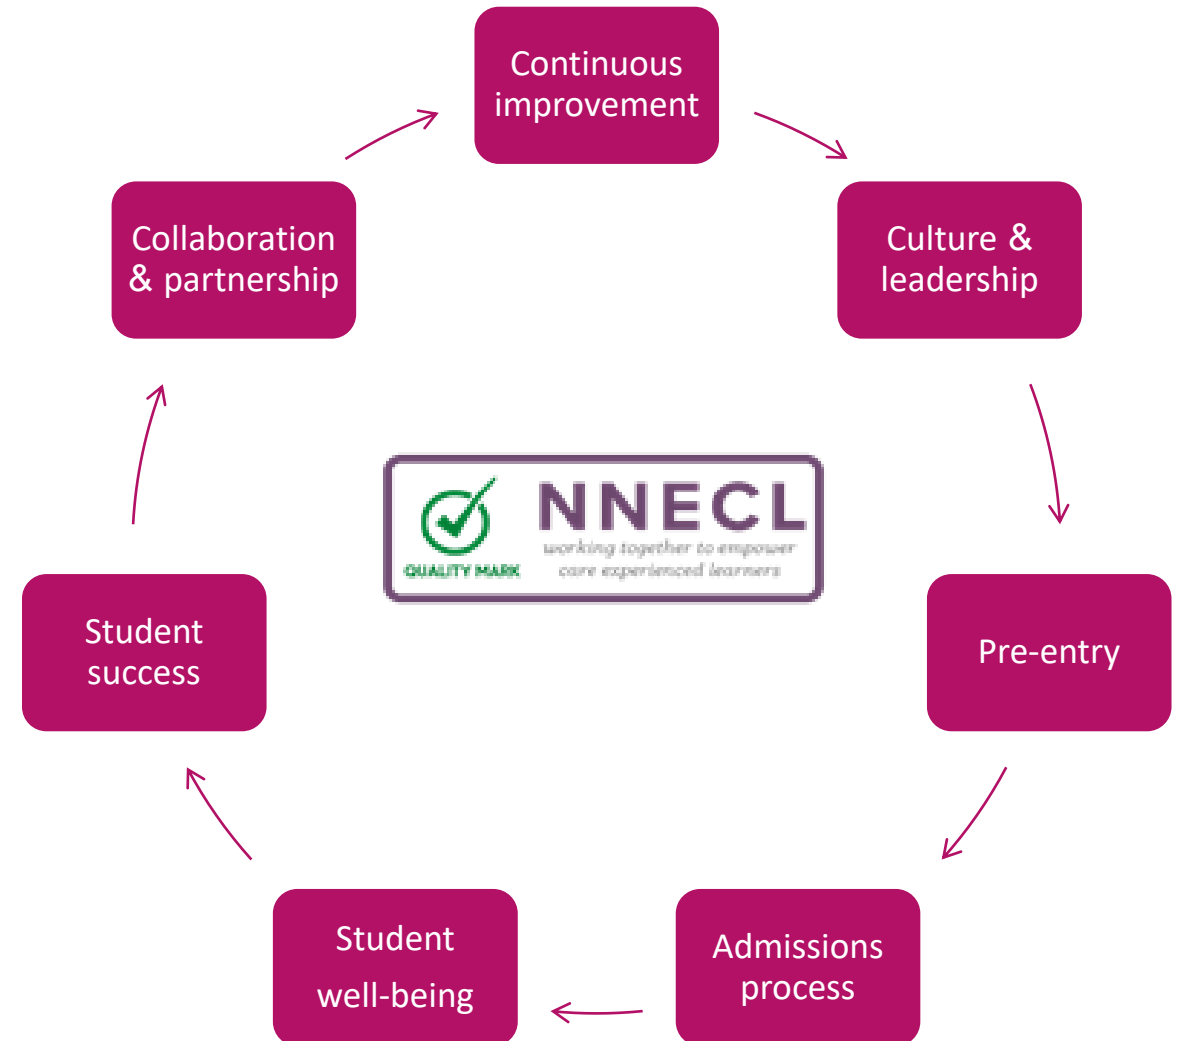 Continuous
improvement
Culture &
leadership
Pre-entry
Admissions
process
Student
well-being
Student
success
Collaboration
& partnership
NNECL
working together to empower
care experienced learners
QUALITY MARK